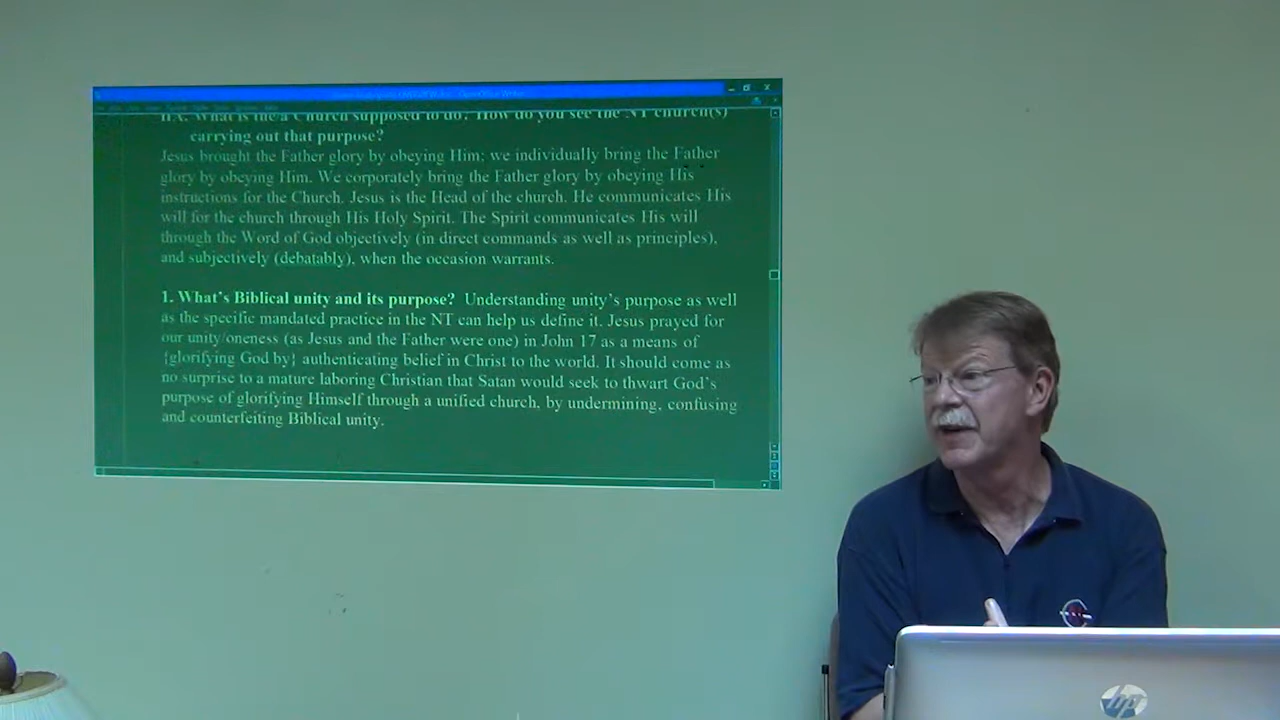 IIA. What is the/a Church supposed to do? How do you see the NT church(s)
carrying out that purpose?
Jesus brought the Father glory by obeying Him; we individually bring the Father
glory by obeying Him. We corporately bring the Father glory by obeying His
instructions for the Church. Jesus is the Head of the church. He communicates His
will for the church through His Holy Spirit. The Spirit communicates His will
through the Word of God objectively (in direct commands as well as principles),
and subjectively (debatably), when the occasion warrants.
1. What's Biblical unity and its purpose? Understanding unity's purpose as well
as the specific mandated practice in the NT can help us define it. Jesus prayed for
our unity/oneness (as Jesus and the Father were one) in John 17 as a means of
{glorifying God by} authenticating belief in Christ to the world. It should come as
no surprise to a mature laboring Christian that Satan would seek to thwart God's
purpose of glorifying Himself through a unified church, by undermining, confusing
and counterfeiting Biblical unity.
hp